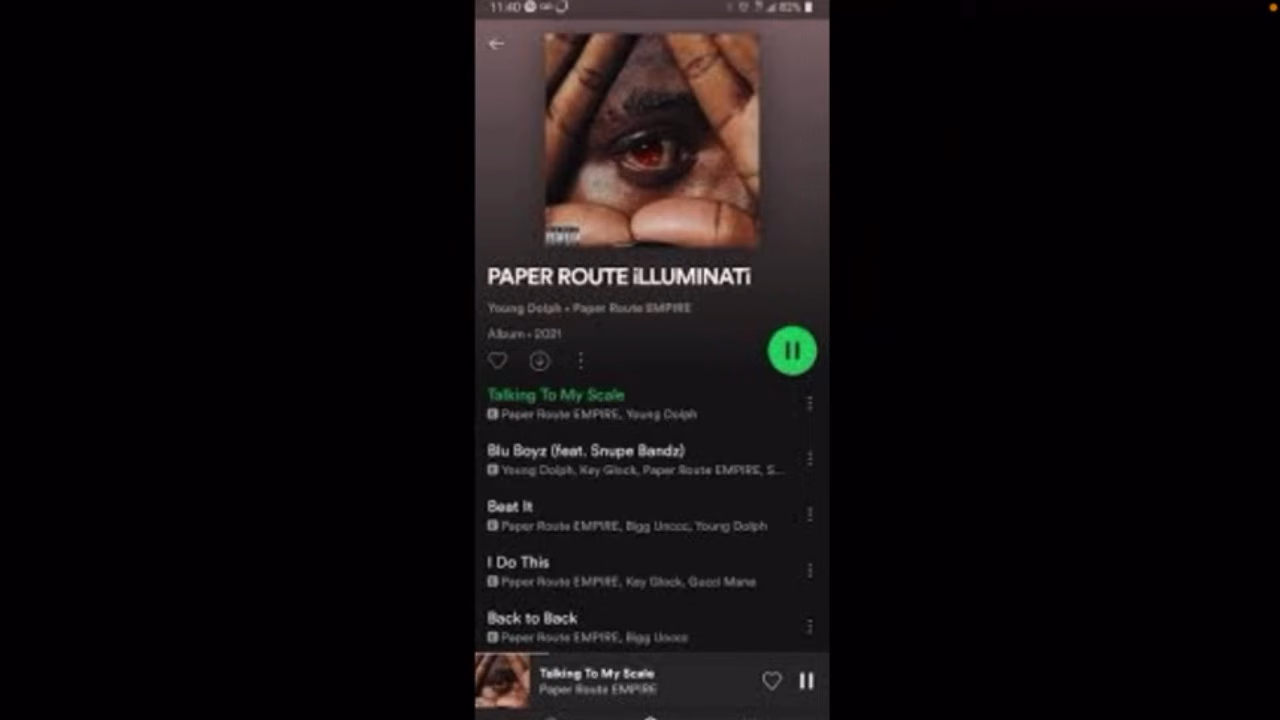 11:40
82%
PAPER ROUTE iLLUMINATi
Young Dolph • Paper Route EMPIRE
Album • 2021
Talking To My Scale
E Paper Route EMPIRE, Young Dolph
Blu Boyz (feat. Snupe Bandz)
E Young Dolph, Key Glock, Paper Route EMPIRE, S...
Beat It
E Paper Route EMPIRE, Bigg Unccc, Young Dolph
I Do This
E Paper Route EMPIRE, Key Glock, Gucci Mane
Back to Back
E Paper Route EMPIRE, Bigg Unccc
Talking To My Scale
Paper Route EMPIRE